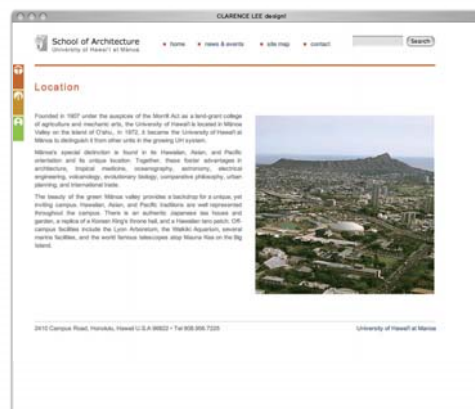 CLARENCE LEE design!
School of Architecture
University of Hawai'i at Mānoa
home
news & events
site map
contact
Search
Location
Founded in 1907 under the auspices of the Morrill Act as a land-grant college
of agriculture and mechanic arts, the University of Hawai'i is located in Mānoa
Valley on the island of O'ahu. In 1972, it became the University of Hawai'i at
Mānoa to distinguish it from other units in the growing UH system.
Mānoa's special distinction is found in its Hawaiian, Asian, and Pacific
orientation and its unique location. Together, these foster advantages in
architecture, tropical medicine, oceanography, astronomy, electrical
engineering, volcanology, evolutionary biology, comparative philosophy, urban
planning, and international trade.
The beauty of the green Mānoa valley provides a backdrop for a unique, yet
inviting campus. Hawaiian, Asian, and Pacific traditions are well represented
throughout the campus. There is an authentic Japanese tea house and
garden, a replica of a Korean King's throne hall, and a Hawaiian taro patch. Off-
campus facilities include the Lyon Arboretum, the Waikiki Aquarium, several
marine facilities, and the world famous telescopes atop Mauna Kea on the Big
Island.
2410 Campus Road, Honolulu, Hawaii U.S.A 96822 • Tel 808.956.7225
University of Hawai'i at Mānoa